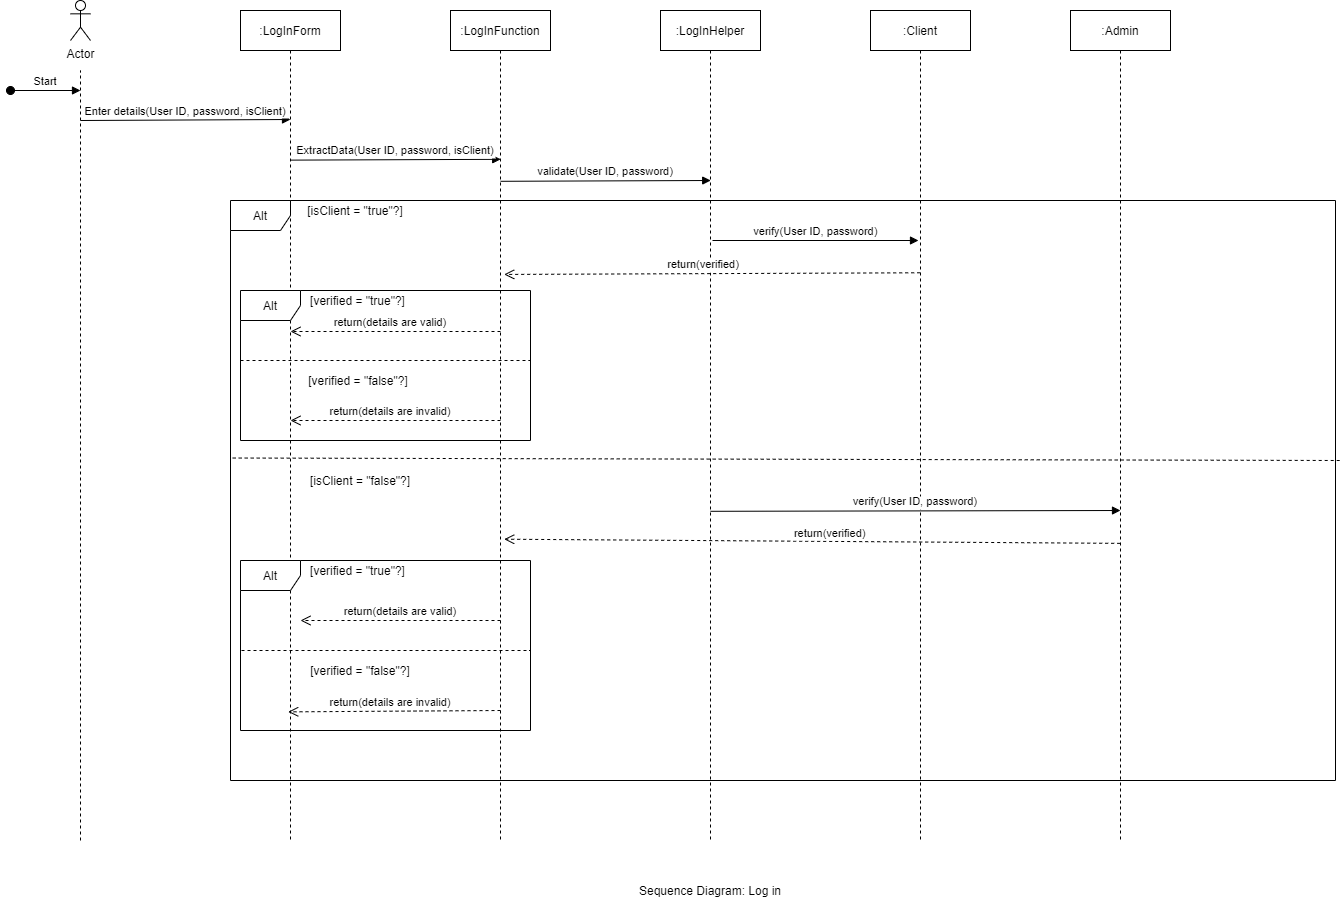 :LogInForm
:LogInFunction
:LogInHelper
:Client
:Admin
Actor
Start
Enter details(User ID, password, isClient)
ExtractData(User ID, password, isClient)
validate(User ID, password)
Alt
[isClient = "true"?]
verify(User ID, password)
return(verified)
Alt
[verified = "true"?]
return(details are valid)
[verified = "false"?]
return(details are invalid)
[isClient = "false"?]
verify(User ID, password)
return(verified)
Alt
[verified = "true"?]
return(details are valid)
[verified = "false"?]
return(details are invalid)
Sequence Diagram: Log in